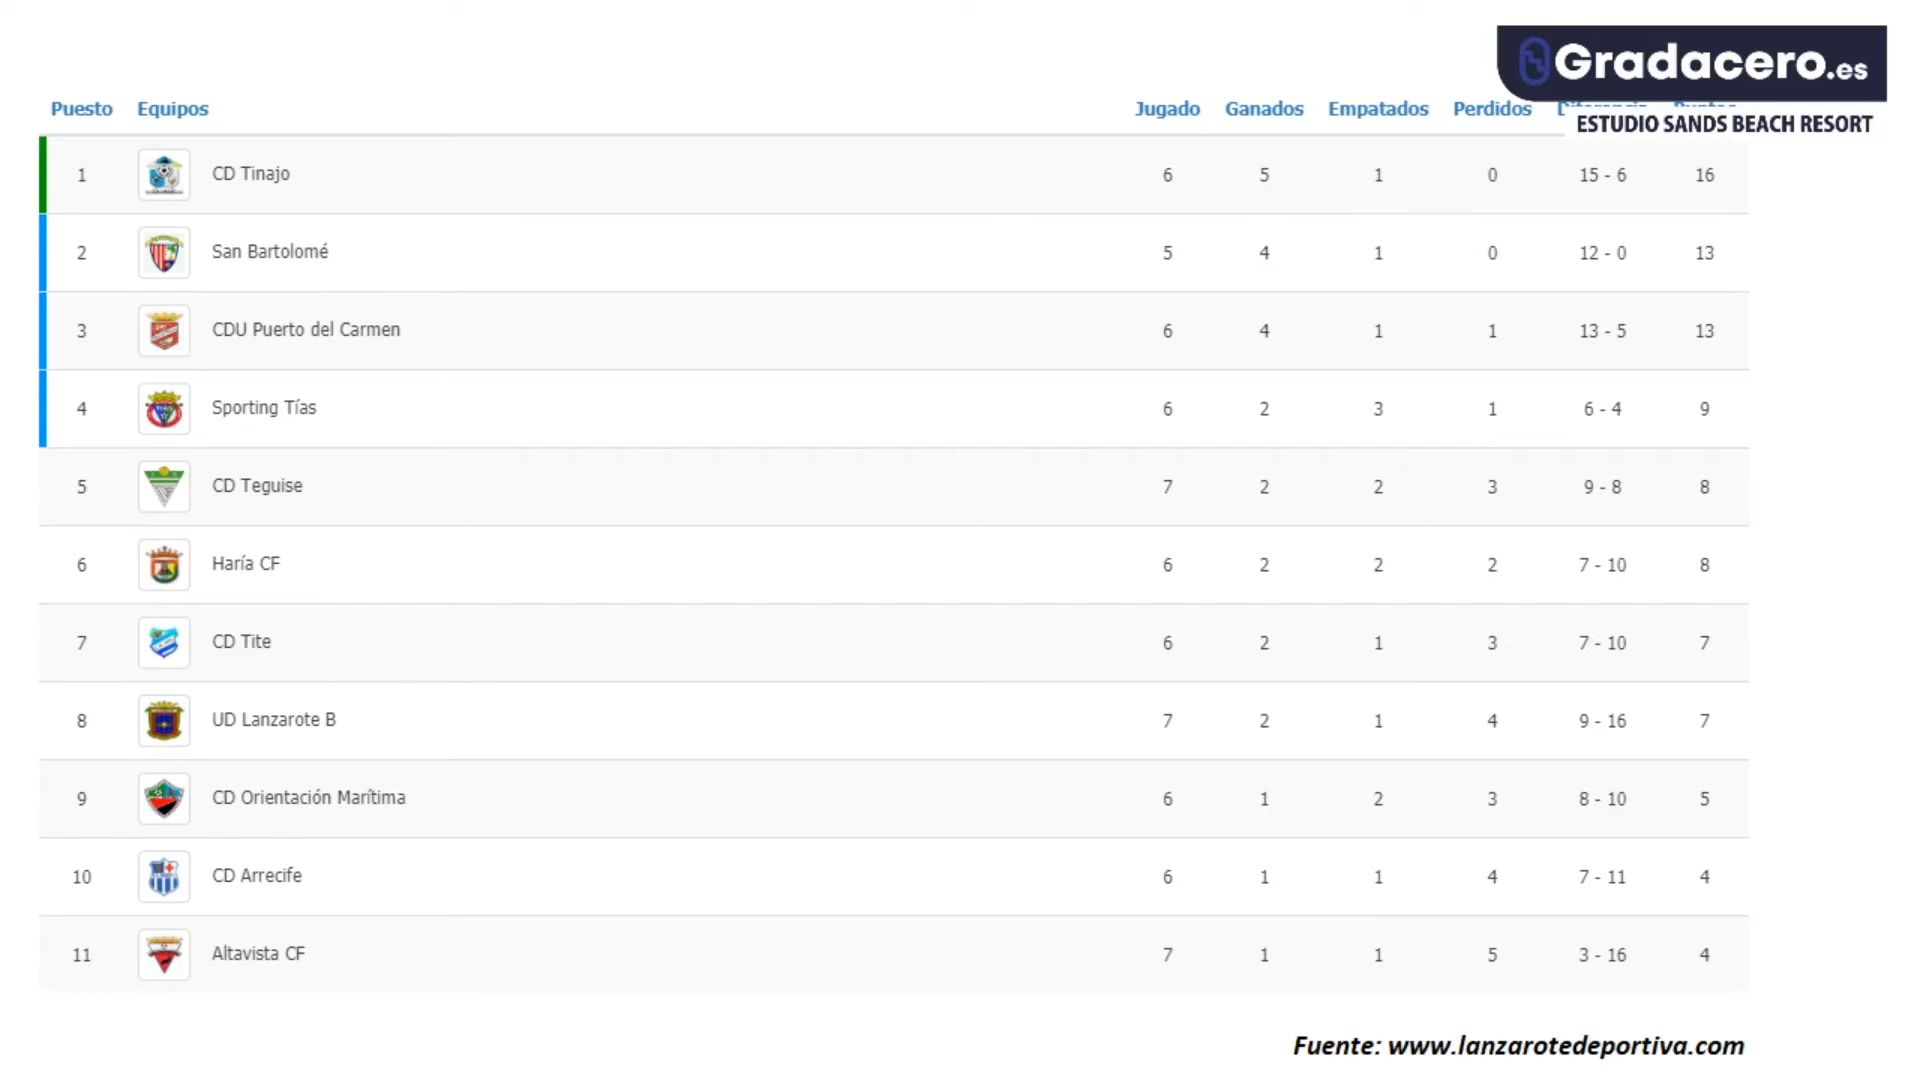 Gradacero.es
Puesto Equipos Jugado Ganados Empatados Perdidos
ESTUDIO SANDS BEACH RESORT
1 CD Tinajo 6 5 1 0 15 - 6 16
2 San Bartolomé 5 4 1 0 12 - 0 13
3 CDU Puerto del Carmen 6 4 1 1 13 - 5 13
4 Sporting Tías 6 2 3 1 6 - 4 9
5 CD Teguise 7 2 2 3 9 - 8 8
6 Haría CF 6 2 2 2 7 - 10 8
7 CD Tite 6 2 1 3 7 - 10 7
8 UD Lanzarote B 7 2 1 4 9 - 16 7
9 CD Orientación Marítima 6 1 2 3 8 - 10 5
10 CD Arrecife 6 1 1 4 7 - 11 4
11 Altavista CF 7 1 1 5 3 - 16 4
Fuente: www.lanzarotedeportiva.com